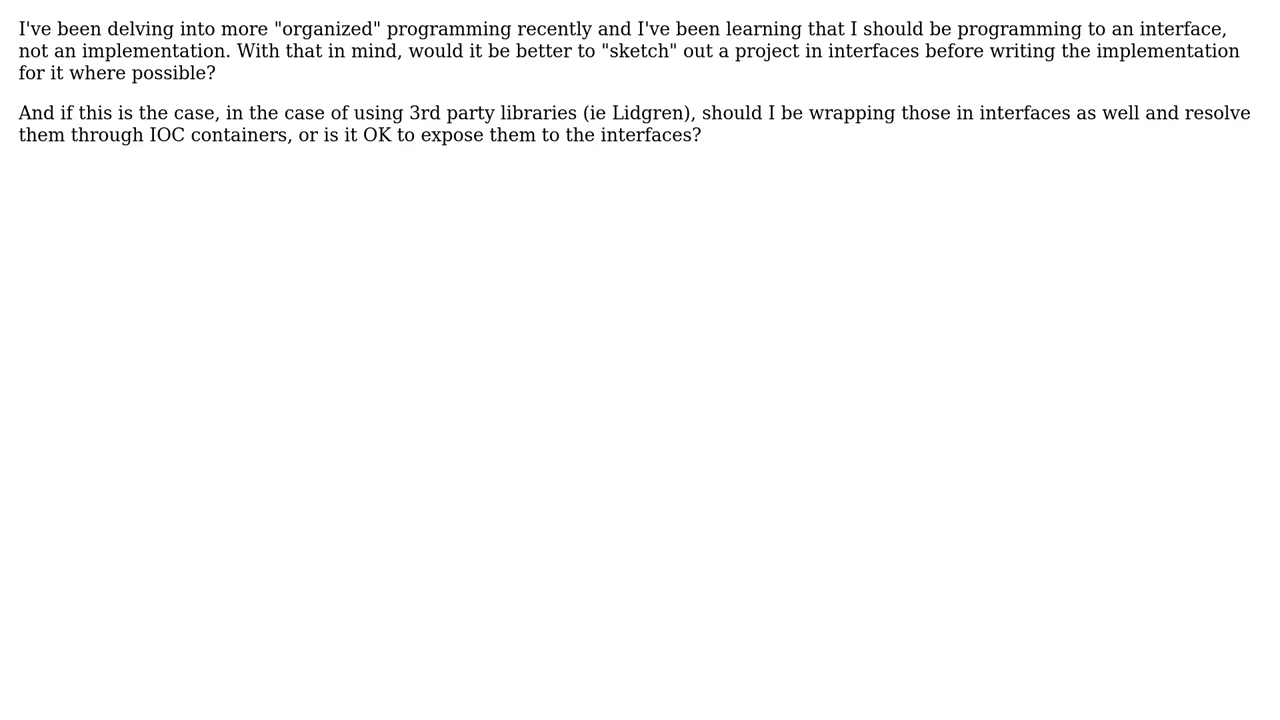 I've been delving into more "organized" programming recently and I've been learning that I should be programming to an interface,
not an implementation. With that in mind, would it be better to "sketch" out a project in interfaces before writing the implementation
for it where possible?
And if this is the case, in the case of using 3rd party libraries (ie Lidgren), should I be wrapping those in interfaces as well and resolve
them through IOC containers, or is it OK to expose them to the interfaces?